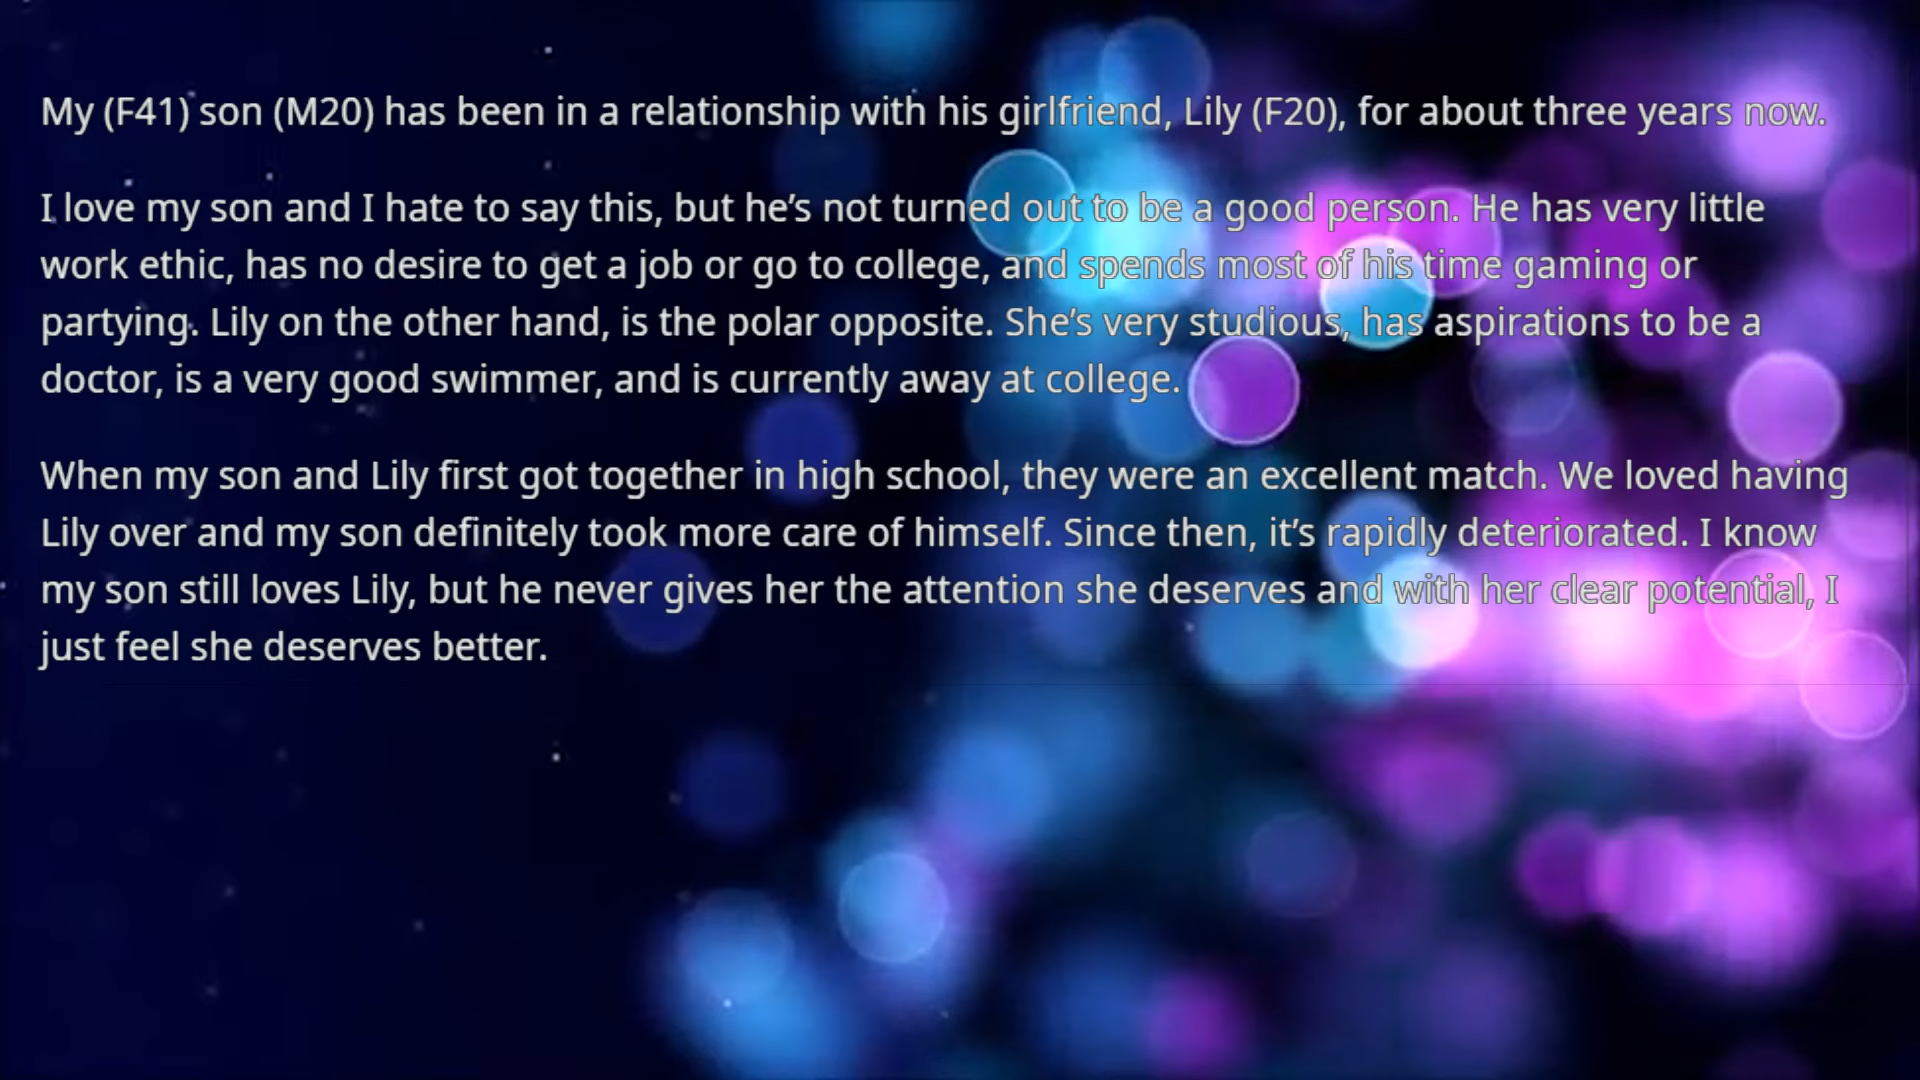 My (F41) son (M20) has been in a relationship with his girlfriend, Lily (F20), for about three years now.
I love my son and I hate to say this, but he’s not turned out to be a good person. He has very little
work ethic, has no desire to get a job or go to college, and spends most of his time gaming or
partying. Lily on the other hand, is the polar opposite. She’s very studious, has aspirations to be a
doctor, is a very good swimmer, and is currently away at college.
When my son and Lily first got together in high school, they were an excellent match. We loved having
Lily over and my son definitely took more care of himself. Since then, it’s rapidly deteriorated. I know
my son still loves Lily, but he never gives her the attention she deserves and with her clear potential, I
just feel she deserves better.